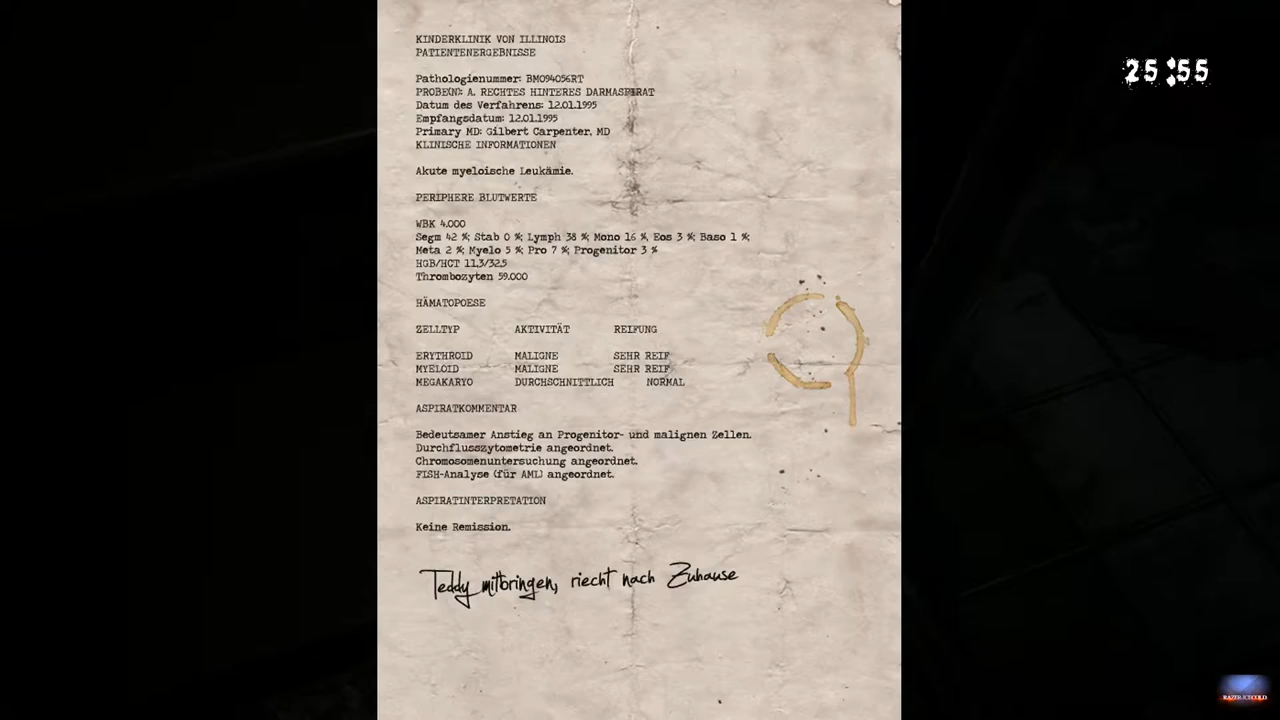 KINDERKLINIK VON ILLINOIS
PATIENTENERGEBNISSE
25:55
Pathologienummer: BM094056RT
PROBE(N): A. RECHTES HINTERES DARMASPIRAT
Datum des Verfahrens: 12.01.1995
Empfangsdatum: 12.01.1995
Primary MD: Gilbert Carpenter, MD
KLINISCHE INFORMATIONEN
Akute myeloische Leukämie.
PERIPHERE BLUTWERTE
WBK 4.000
Segm 42 %; Stab 0 %; Lymph 38 %; Mono 16 %, Eos 3 %; Baso 1 %;
Meta 2 %; Myelo 5 %; Pro 7 %; Progenitor 3 %
HGB/HCT 11,3/32,5
Thrombozyten 59.000
HÄMATOPOESE
ZELLTYP AKTIVITÄT REIFUNG
ERYTHROID MALIGNE SEHR REIF
MYELOID MALIGNE SEHR REIF
MEGAKARYO DURCHSCHNITTLICH NORMAL
ASPIRATKOMMENTAR
Bedeutsamer Anstieg an Progenitor- und malignen Zellen.
Durchflusszytometrie angeordnet.
Chromosomenuntersuchung angeordnet.
FISH-Analyse (für AML) angeordnet.
ASPIRATINTERPRETATION
Keine Remission.
Teddy mitbringen, riecht nach Zuhause